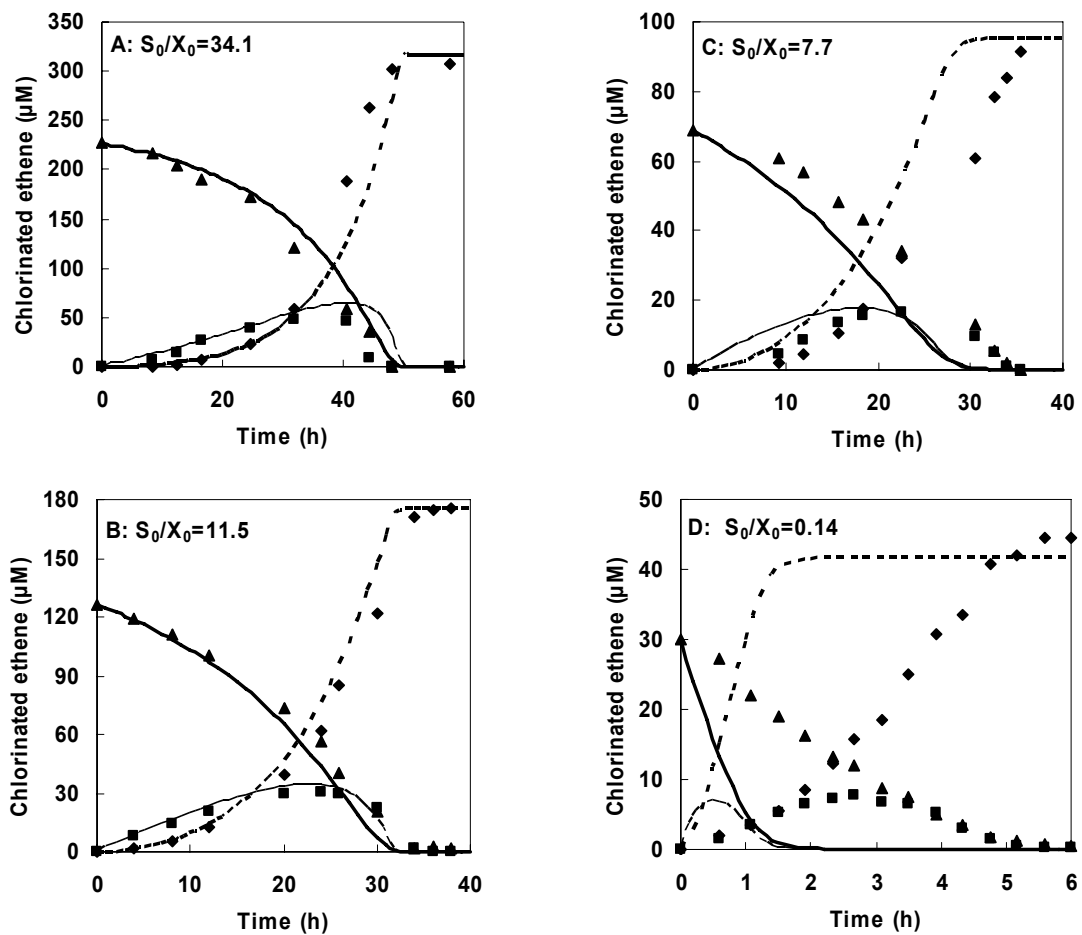 A: S₀/X₀=34.1
Chlorinated ethene (µM)
350
300
250
200
150
100
50
0
0 20 40 60
Time (h)
C: S₀/X₀=7.7
Chlorinated ethene (µM)
100
80
60
40
20
0
0 10 20 30 40
Time (h)
B: S₀/X₀=11.5
Chlorinated ethene (µM)
180
150
120
90
60
30
0
0 10 20 30 40
Time (h)
D: S₀/X₀=0.14
Chlorinated ethene (µM)
50
40
30
20
10
0
0 1 2 3 4 5 6
Time (h)